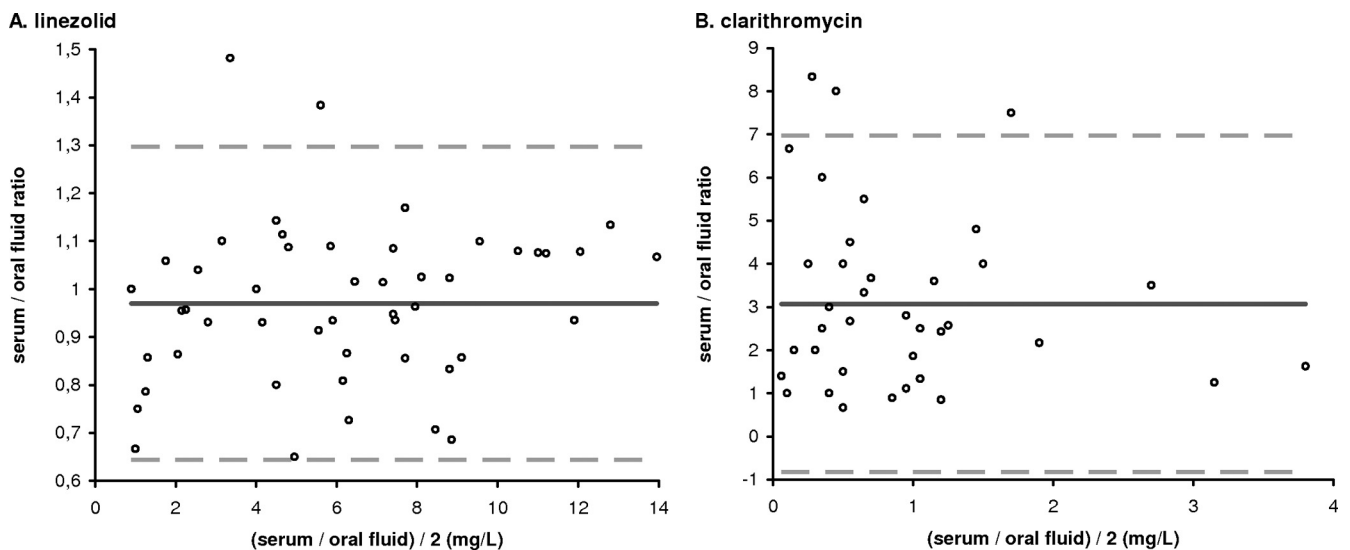 A. linezolid
1,5
1,4
1,3
1,2
1,1
1
0,9
0,8
0,7
0,6
serum / oral fluid ratio
0 2 4 6 8 10 12 14
(serum / oral fluid) / 2 (mg/L)
B. clarithromycin
9
8
7
6
5
4
3
2
1
0
-1
serum / oral fluid ratio
0 1 2 3 4
(serum / oral fluid) / 2 (mg/L)